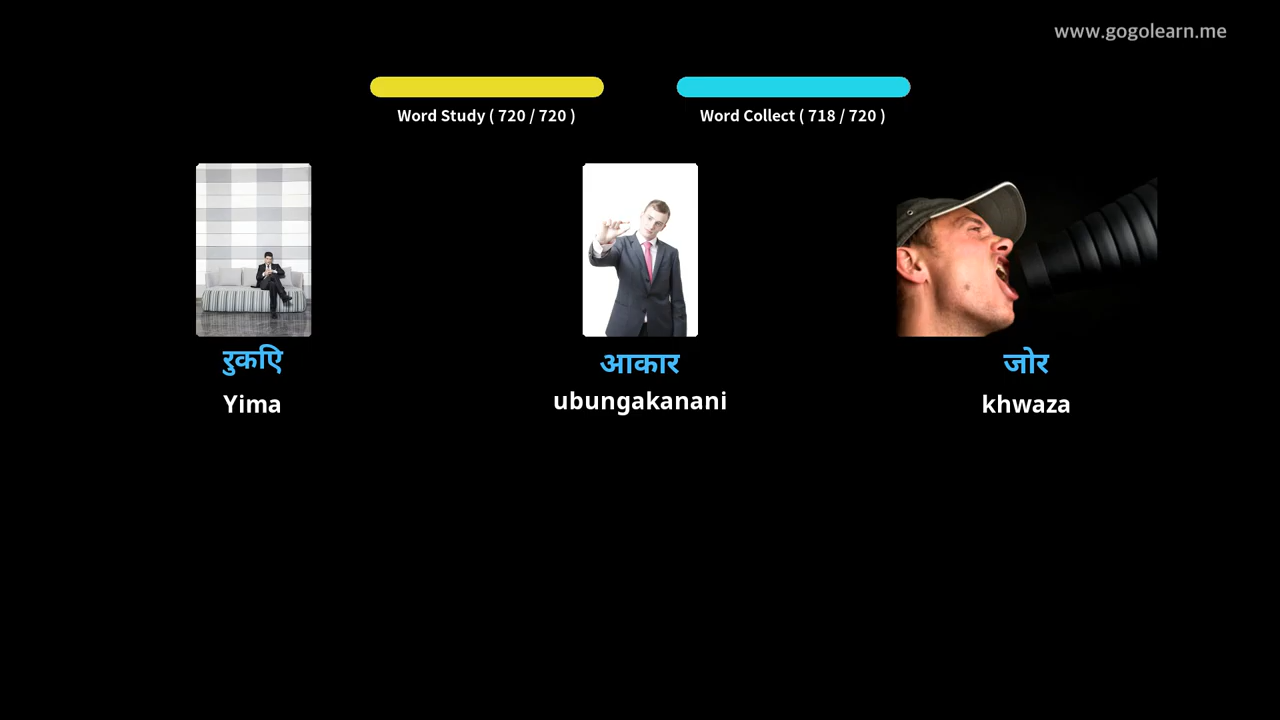 www.gogolearn.me
Word Study ( 720 / 720 )
Word Collect ( 718 / 720 )
रुकिए
आकार
जोर
Yima
ubungakanani
khwaza